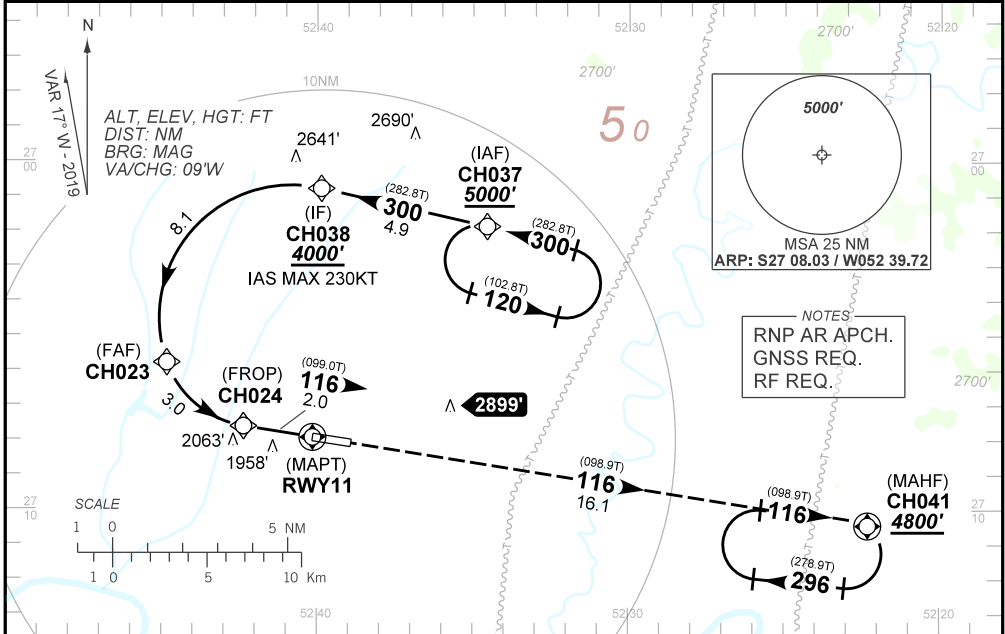 52 40
52 30
52 20
N
2700'
10NM
2700'
5 0
5000'
VAR 17° W - 2019
ALT, ELEV, HGT: FT
DIST: NM
BRG: MAG
VA/CHG: 09'W
2690'
2641'
27
00
27
00
(IAF)
CH037
5000'
(282.8T)
300
4.9
(IF)
CH038
4000'
IAS MAX 230KT
(282.8T)
300
(102.8T)
120
8.1
MSA 25 NM
ARP: S27 08.03 / W052 39.72
NOTES
RNP AR APCH.
GNSS REQ.
RF REQ.
2700'
(FAF)
CH023
3.0
(FROP)
CH024
(099.0T)
116
2.0
2899'
2063'
1958'
(MAPT)
RWY11
(098.9T)
116
16.1
(098.9T)
116
(MAHF)
CH041
4800'
(278.9T)
296
27
10
27
10
SCALE
1 0 5 NM
1 0 5 10 Km
52 40
52 30
52 20